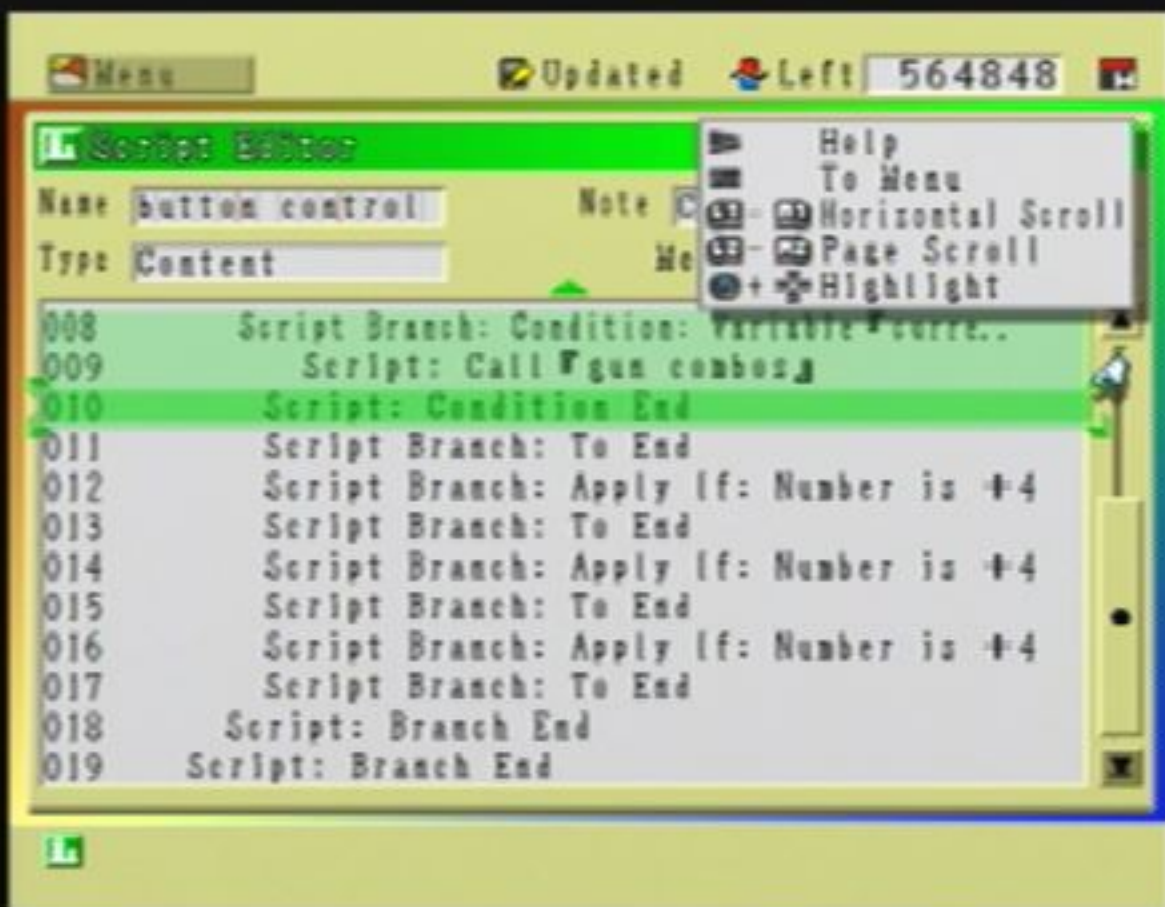 Menu Updated Left 564848
Script Editor
Help
To Menu
Horizontal Scroll
Page Scroll
Highlight
Name button control Note C
Type Content Me
008 Script Branch: Condition: Variable『curre..
009 Script: Call『gun combos』
010 Script: Condition End
011 Script Branch: To End
012 Script Branch: Apply if: Number is +4
013 Script Branch: To End
014 Script Branch: Apply if: Number is +4
015 Script Branch: To End
016 Script Branch: Apply if: Number is +4
017 Script Branch: To End
018 Script: Branch End
019 Script: Branch End
L